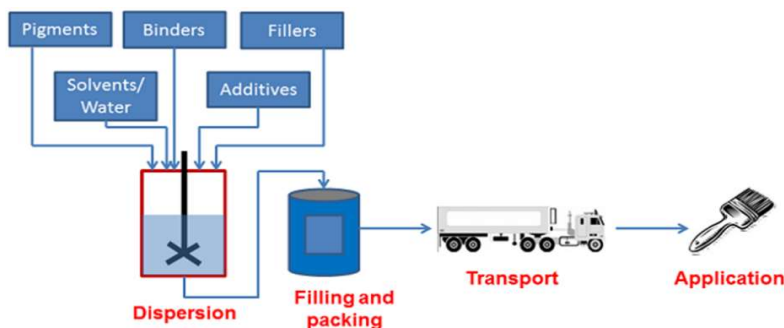 Pigments
Binders
Fillers
Solvents/
Water
Additives
Dispersion
Filling and
packing
Transport
Application